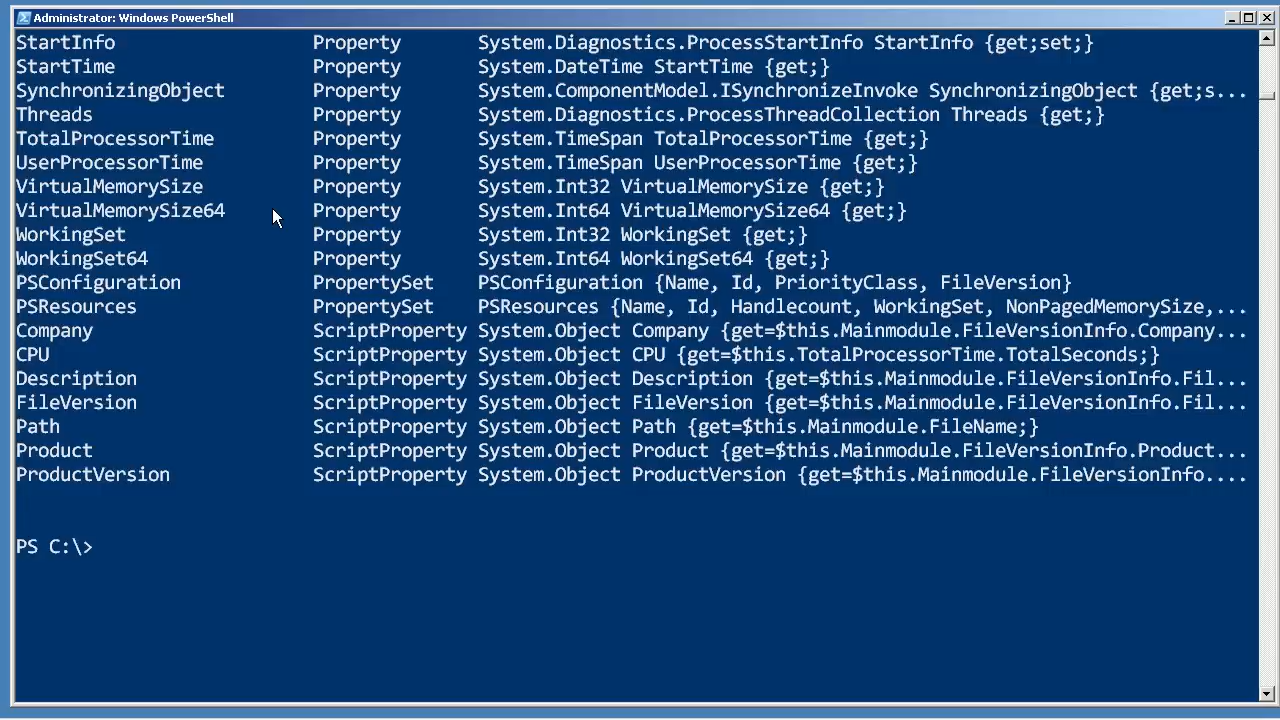 Administrator: Windows PowerShell
StartInfo Property System.Diagnostics.ProcessStartInfo StartInfo {get;set;}
StartTime Property System.DateTime StartTime {get;}
SynchronizingObject Property System.ComponentModel.ISynchronizeInvoke SynchronizingObject {get;s...
Threads Property System.Diagnostics.ProcessThreadCollection Threads {get;}
TotalProcessorTime Property System.TimeSpan TotalProcessorTime {get;}
UserProcessorTime Property System.TimeSpan UserProcessorTime {get;}
VirtualMemorySize Property System.Int32 VirtualMemorySize {get;}
VirtualMemorySize64 Property System.Int64 VirtualMemorySize64 {get;}
WorkingSet Property System.Int32 WorkingSet {get;}
WorkingSet64 Property System.Int64 WorkingSet64 {get;}
PSConfiguration PropertySet PSConfiguration {Name, Id, PriorityClass, FileVersion}
PSResources PropertySet PSResources {Name, Id, Handlecount, WorkingSet, NonPagedMemorySize,...
Company ScriptProperty System.Object Company {get=$this.Mainmodule.FileVersionInfo.Company...
CPU ScriptProperty System.Object CPU {get=$this.TotalProcessorTime.TotalSeconds;}
Description ScriptProperty System.Object Description {get=$this.Mainmodule.FileVersionInfo.Fil...
FileVersion ScriptProperty System.Object FileVersion {get=$this.Mainmodule.FileVersionInfo.Fil...
Path ScriptProperty System.Object Path {get=$this.Mainmodule.FileName;}
Product ScriptProperty System.Object Product {get=$this.Mainmodule.FileVersionInfo.Product...
ProductVersion ScriptProperty System.Object ProductVersion {get=$this.Mainmodule.FileVersionInfo....
PS C:\>